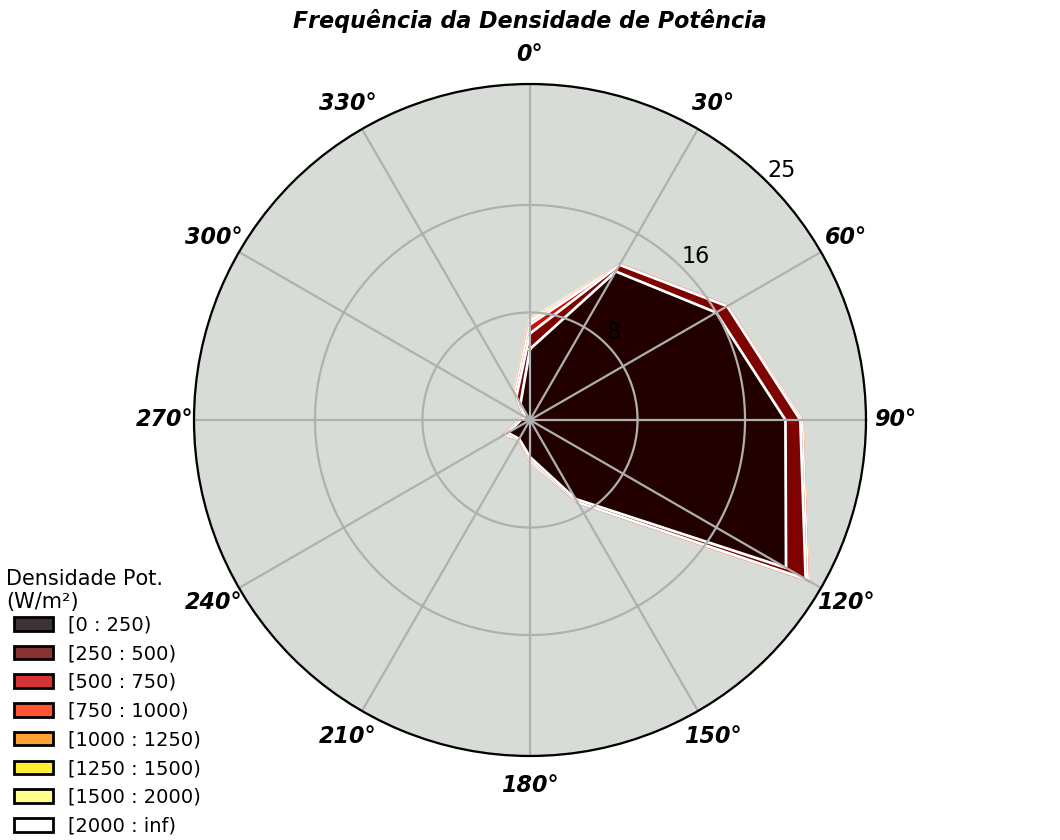 Frequência da Densidade de Potência
0°
330°
30°
25
300°
60°
16
8
270°
90°
240°
120°
210°
150°
180°
Densidade Pot.
(W/m²)
[0 : 250)
[250 : 500)
[500 : 750)
[750 : 1000)
[1000 : 1250)
[1250 : 1500)
[1500 : 2000)
[2000 : inf)